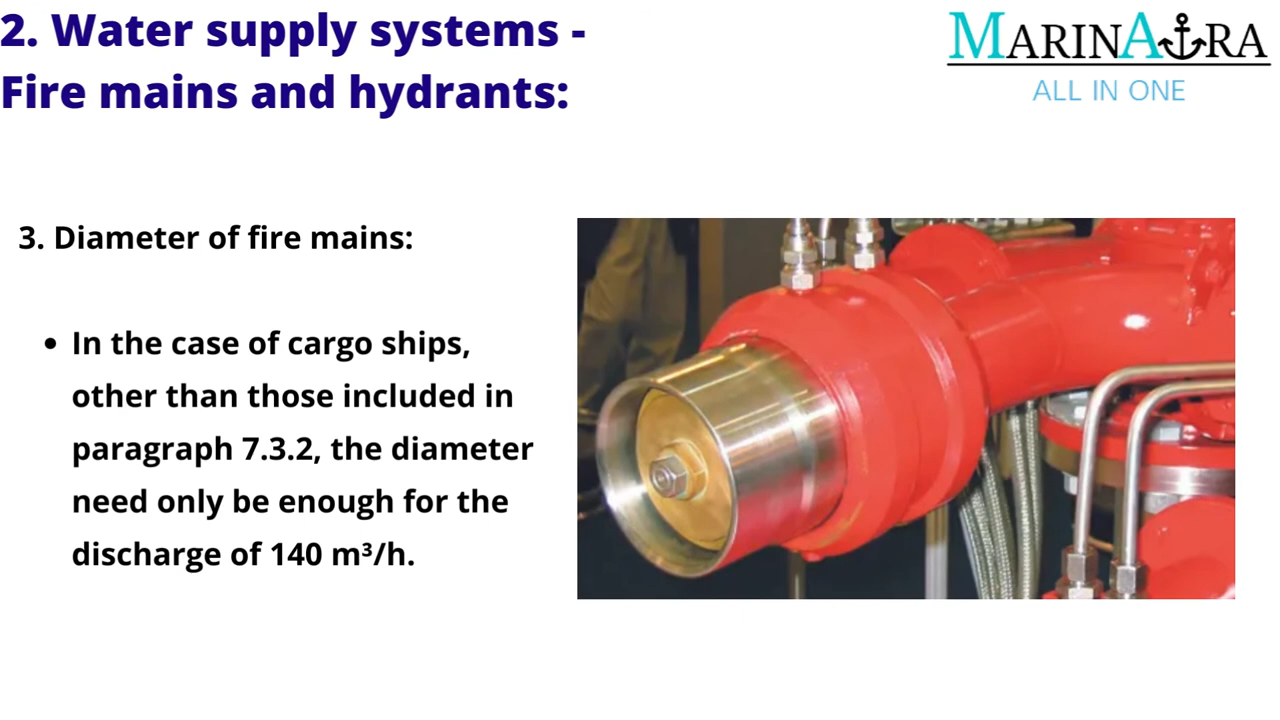 2. Water supply systems -
Fire mains and hydrants:
MARINA RA
ALL IN ONE
3. Diameter of fire mains:
• In the case of cargo ships,
other than those included in
paragraph 7.3.2, the diameter
need only be enough for the
discharge of 140 m³/h.